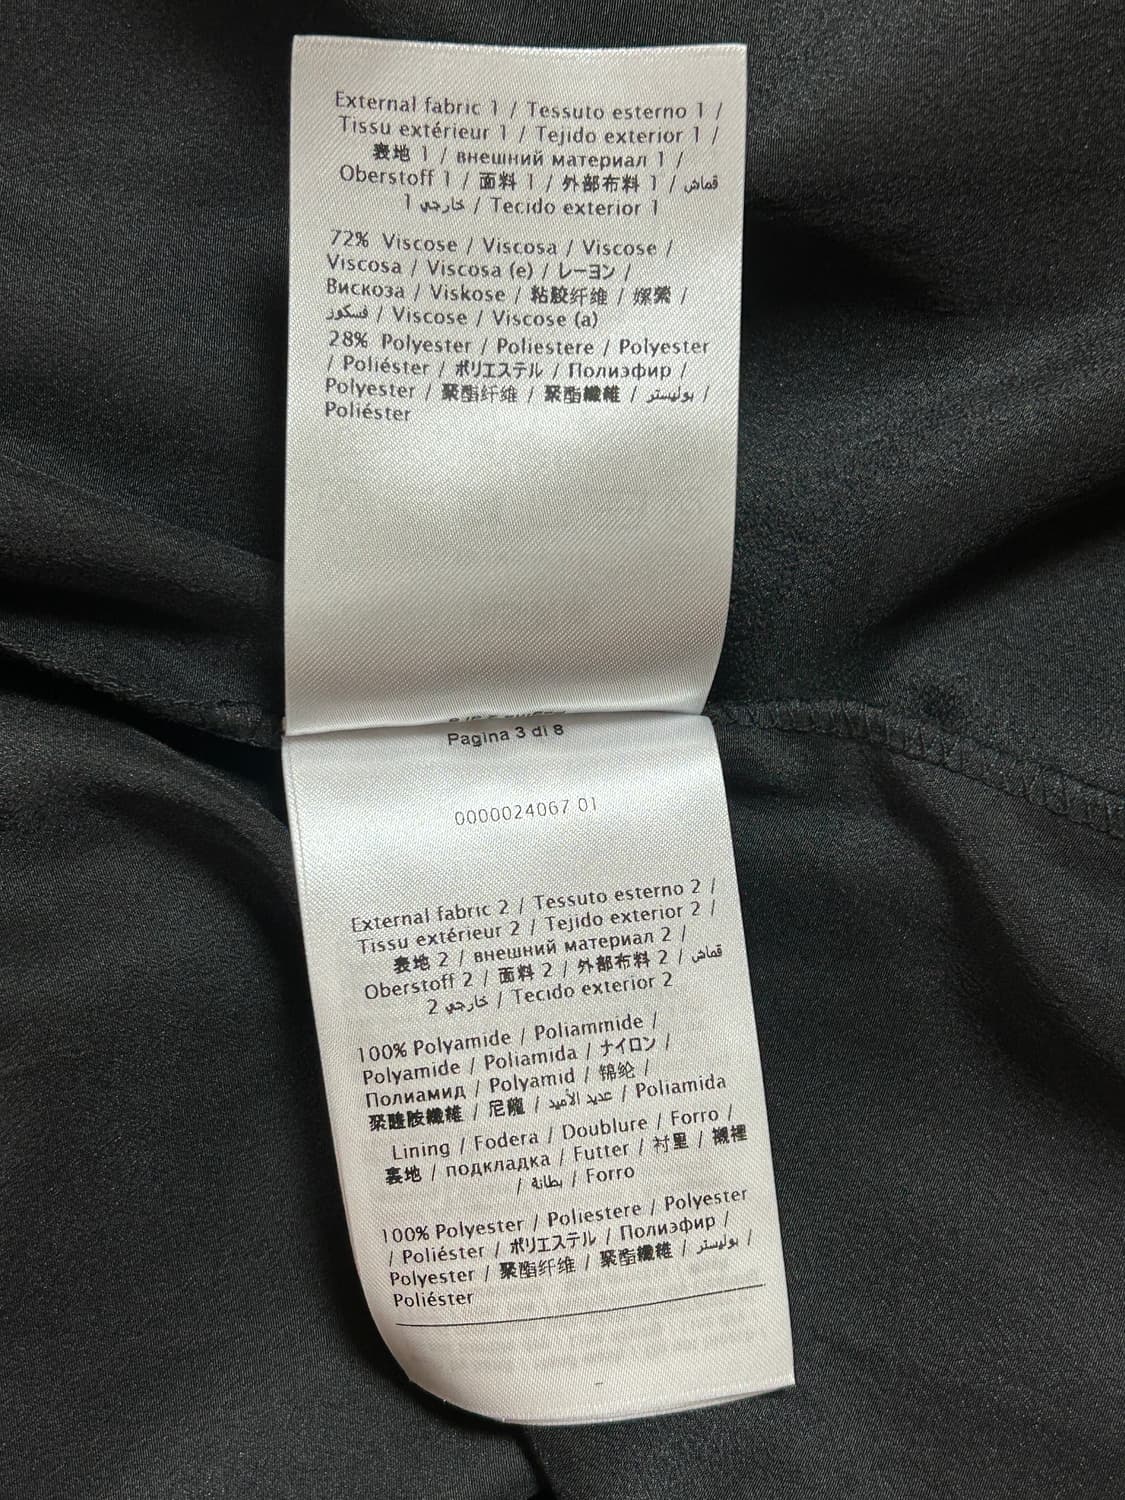 External fabric 1 / Tessuto esterno 1 /
Tissu extérieur 1 / Tejido exterior 1 /
表地 1 / внешний материал 1 /
Oberstoff 1 / 面料 1 / 外部布料 1 / قماش
خارجي 1 / Tecido exterior 1
72% Viscose / Viscosa / Viscose /
Viscosa / Viscosa (e) / レーヨン /
Вискоза / Viskose / 粘胶纤维 / 嫘縈 /
فسكوز / Viscose / Viscose (a)
28% Polyester / Poliestere / Polyester
/ Poliéster / ポリエステル / Полиэфир /
Polyester / 聚酯纤维 / 聚酯纖維 / بوليستر /
Poliéster
Pagina 3 di 8
0000024067 01
External fabric 2 / Tessuto esterno 2 /
Tissu extérieur 2 / Tejido exterior 2 /
表地 2 / внешний материал 2 /
Oberstoff 2 / 面料 2 / 外部布料 2 / قماش
خارجي 2 / Tecido exterior 2
100% Polyamide / Poliammide /
Polyamide / Poliamida / ナイロン /
Полиамид / Polyamid / 锦纶 /
聚醯胺纖維 / 尼龍 / عديد الأميد / Poliamida
Lining / Fodera / Doublure / Forro /
裏地 / подкладка / Futter / 衬里 / 襯裡
/ بطانة / Forro
100% Polyester / Poliestere / Polyester
/ Poliéster / ポリエステル / Полиэфир /
Polyester / 聚酯纤维 / 聚酯纖維 / بوليستر /
Poliéster